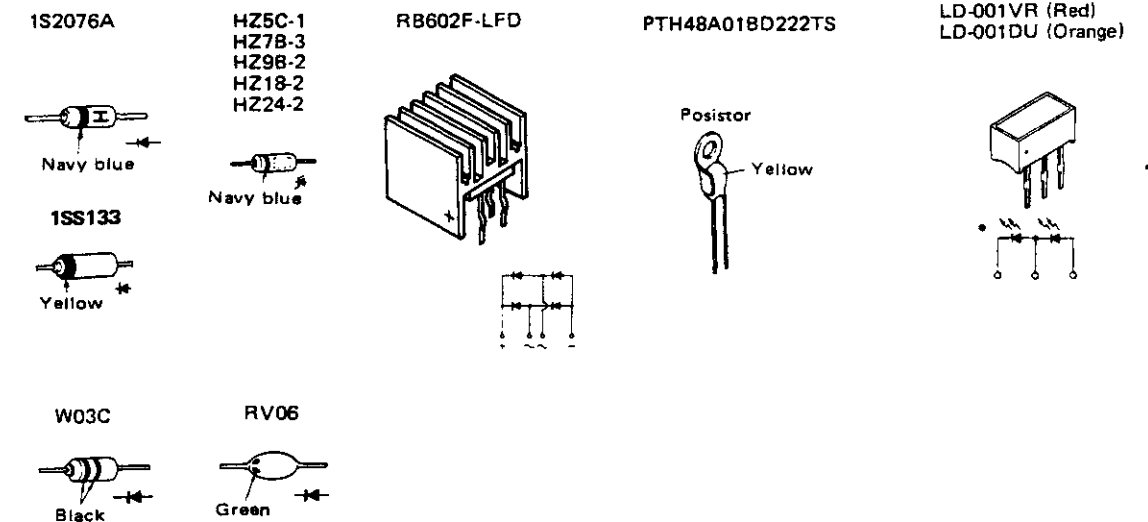 1S2076A
H
Navy blue
1SS133
Yellow
HZ5C-1
HZ7B-3
HZ9B-2
HZ18-2
HZ24-2
Navy blue
RB602F-LFD
+
+ ~ ~ −
PTH48A01BD222TS
Posistor
Yellow
LD-001VR (Red)
LD-001DU (Orange)
W03C
Black
RV06
Green